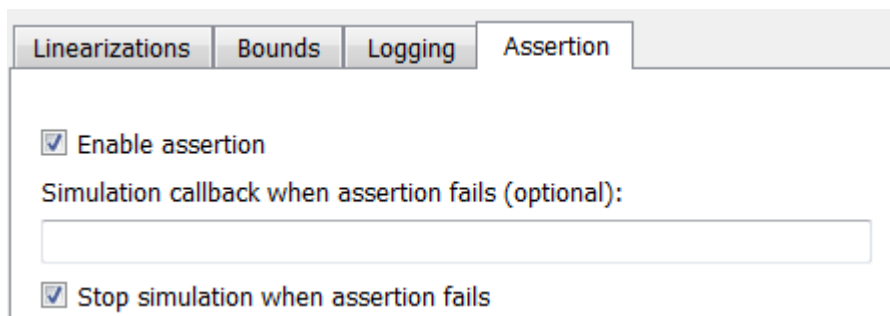 Linearizations Bounds Logging Assertion
Enable assertion
Simulation callback when assertion fails (optional):
Stop simulation when assertion fails